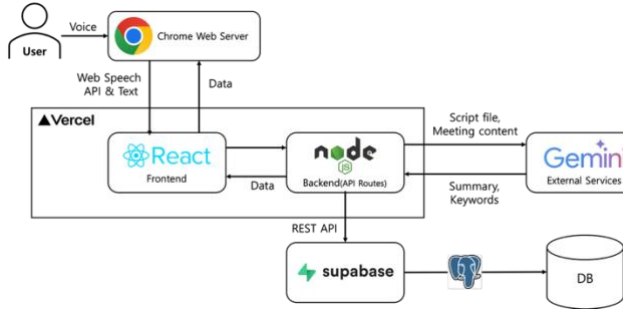 Voice
Chrome Web Server
User
Web Speech
API & Text
Data
Vercel
React
Frontend
node
JS
Backend(API Routes)
Data
Script file,
Meeting content
Summary,
Keywords
Gemini
External Services
REST API
supabase
DB